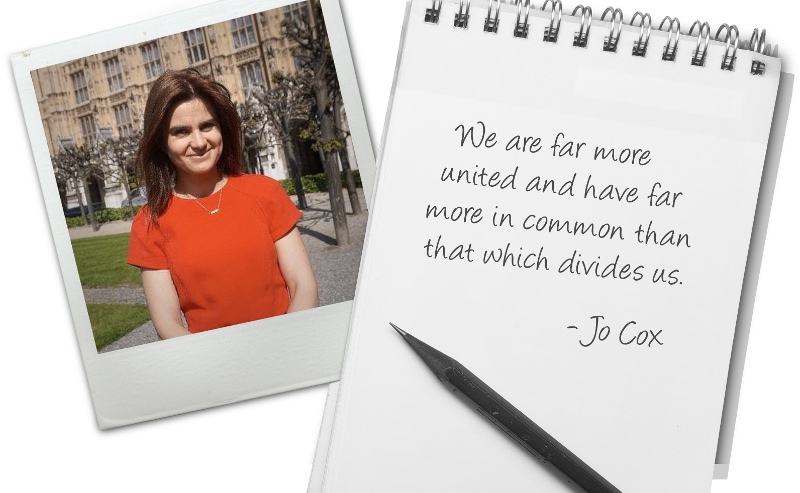 We are far more
united and have far
more in common than
that which divides us.
- Jo Cox